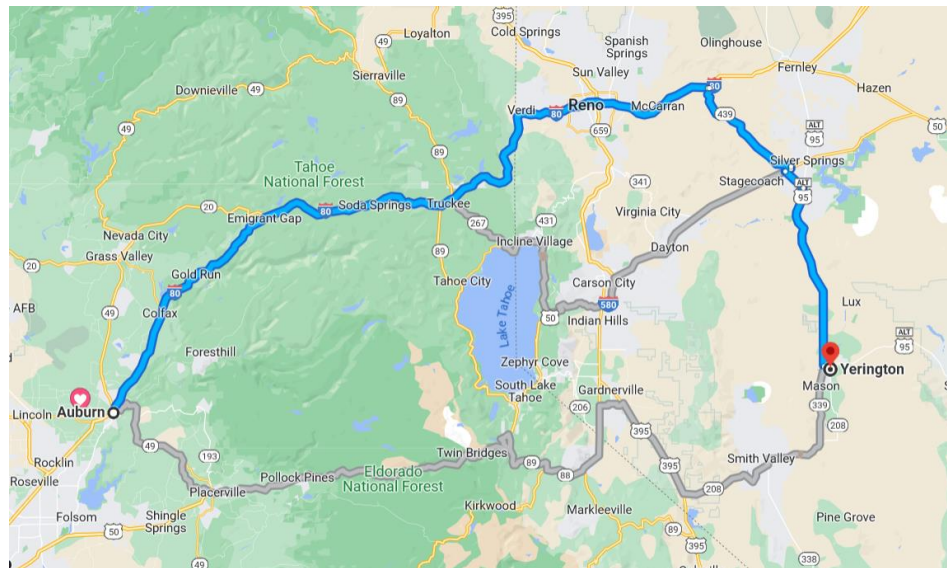 395
Cold Springs
Loyalton
49
Spanish
Springs
Olinghouse
Sierraville
Sun Valley
Fernley
Downieville
49
89
Hazen
80
Verdi
80
Reno
McCarran
439
ALT
95
50
49
659
89
Silver Springs
Tahoe
National Forest
Stagecoach
ALT
95
341
20
Emigrant Gap
80
Soda Springs
Truckee
267
431
Virginia City
Nevada City
Incline Village
Dayton
Grass Valley
20
89
Gold Run
80
Tahoe City
Carson City
580
AFB
49
Colfax
50
Indian Hills
Lux
Lake Tahoe
ALT
95
Foresthill
Zephyr Cove
Yerington
Mason
South Lake
Tahoe
Gardnerville
Lincoln
Auburn
206
339
208
49
395
Rocklin
193
Twin Bridges
Smith Valley
Roseville
Pollock Pines
Eldorado
National Forest
89
88
395
208
Placerville
Folsom
50
Shingle
Springs
Kirkwood
Markleeville
Pine Grove
89
395
49
338